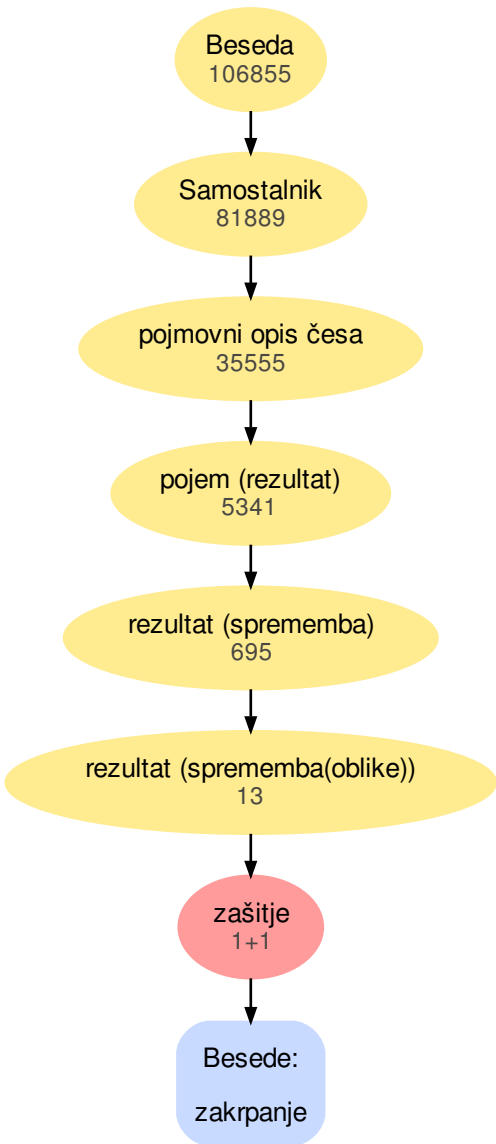 Beseda
106855
Samostalnik
81889
pojmovni opis česa
35555
pojem (rezultat)
5341
rezultat (sprememba)
695
rezultat (sprememba(oblike))
13
zašitje
1+1
Besede:
zakrpanje